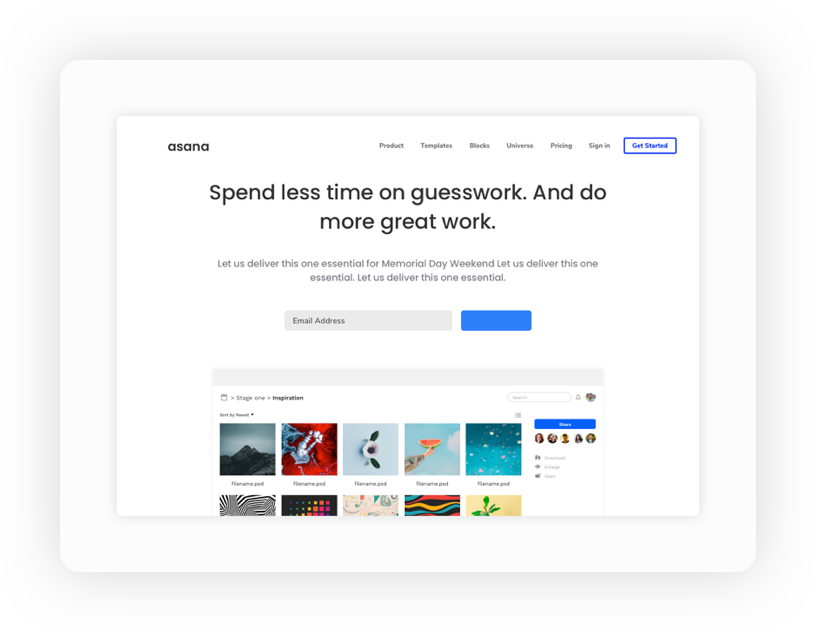 asana
Product Templates Blocks Universe Pricing Sign in Get Started
Spend less time on guesswork. And do
more great work.
Let us deliver this one essential for Memorial Day Weekend Let us deliver this one
essential. Let us deliver this one essential.
Email Address
> Stage one > Inspiration
Search
Sort by Newest
Share
filename.psd filename.psd filename.psd filename.psd filename.psd
Download
Enlarge
Open